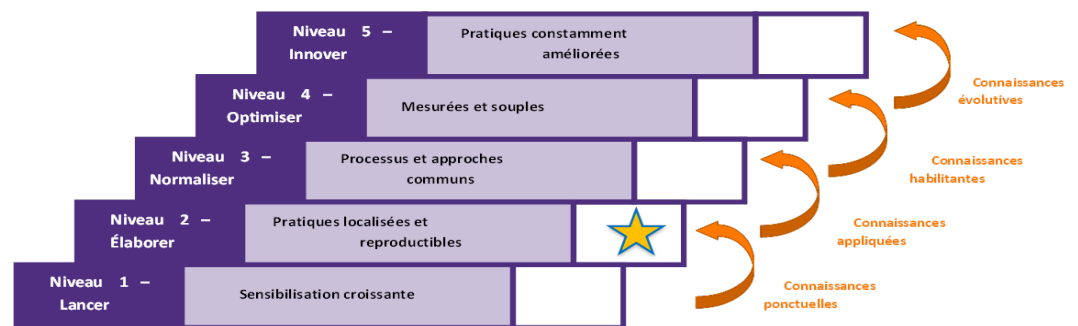 Niveau 5 –
Innover
Pratiques constamment
améliorées
Connaissances
évolutives
Niveau 4 –
Optimiser
Mesurées et souples
Connaissances
habilitantes
Niveau 3 –
Normaliser
Processus et approches
communs
Connaissances
appliquées
Niveau 2 –
Élaborer
Pratiques localisées et
reproductibles
Connaissances
ponctuelles
Niveau 1 –
Lancer
Sensibilisation croissante